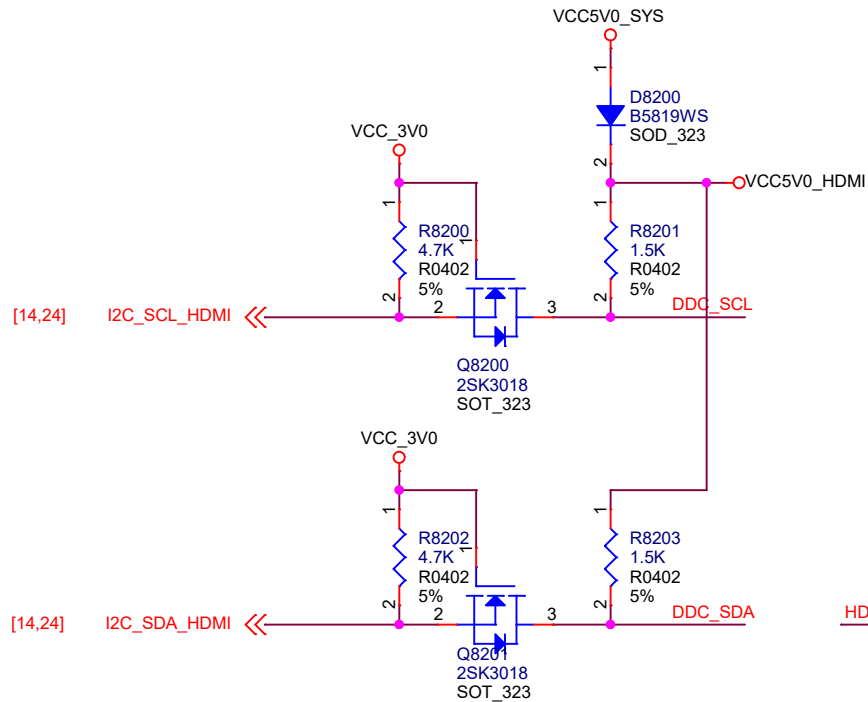 VCC5V0_SYS
1
D8200
B5819WS
SOD_323
2
VCC_3V0
VCC5V0_HDMI
1
R8200
4.7K
R0402
5%
2
1
1
R8201
1.5K
R0402
5%
2
[14,24]
I2C_SCL_HDMI
2
3
DDC_SCL
Q8200
2SK3018
SOT_323
VCC_3V0
1
R8202
4.7K
R0402
5%
2
1
1
R8203
1.5K
R0402
5%
2
[14,24]
I2C_SDA_HDMI
2
3
DDC_SDA
HD
Q8201
2SK3018
SOT_323